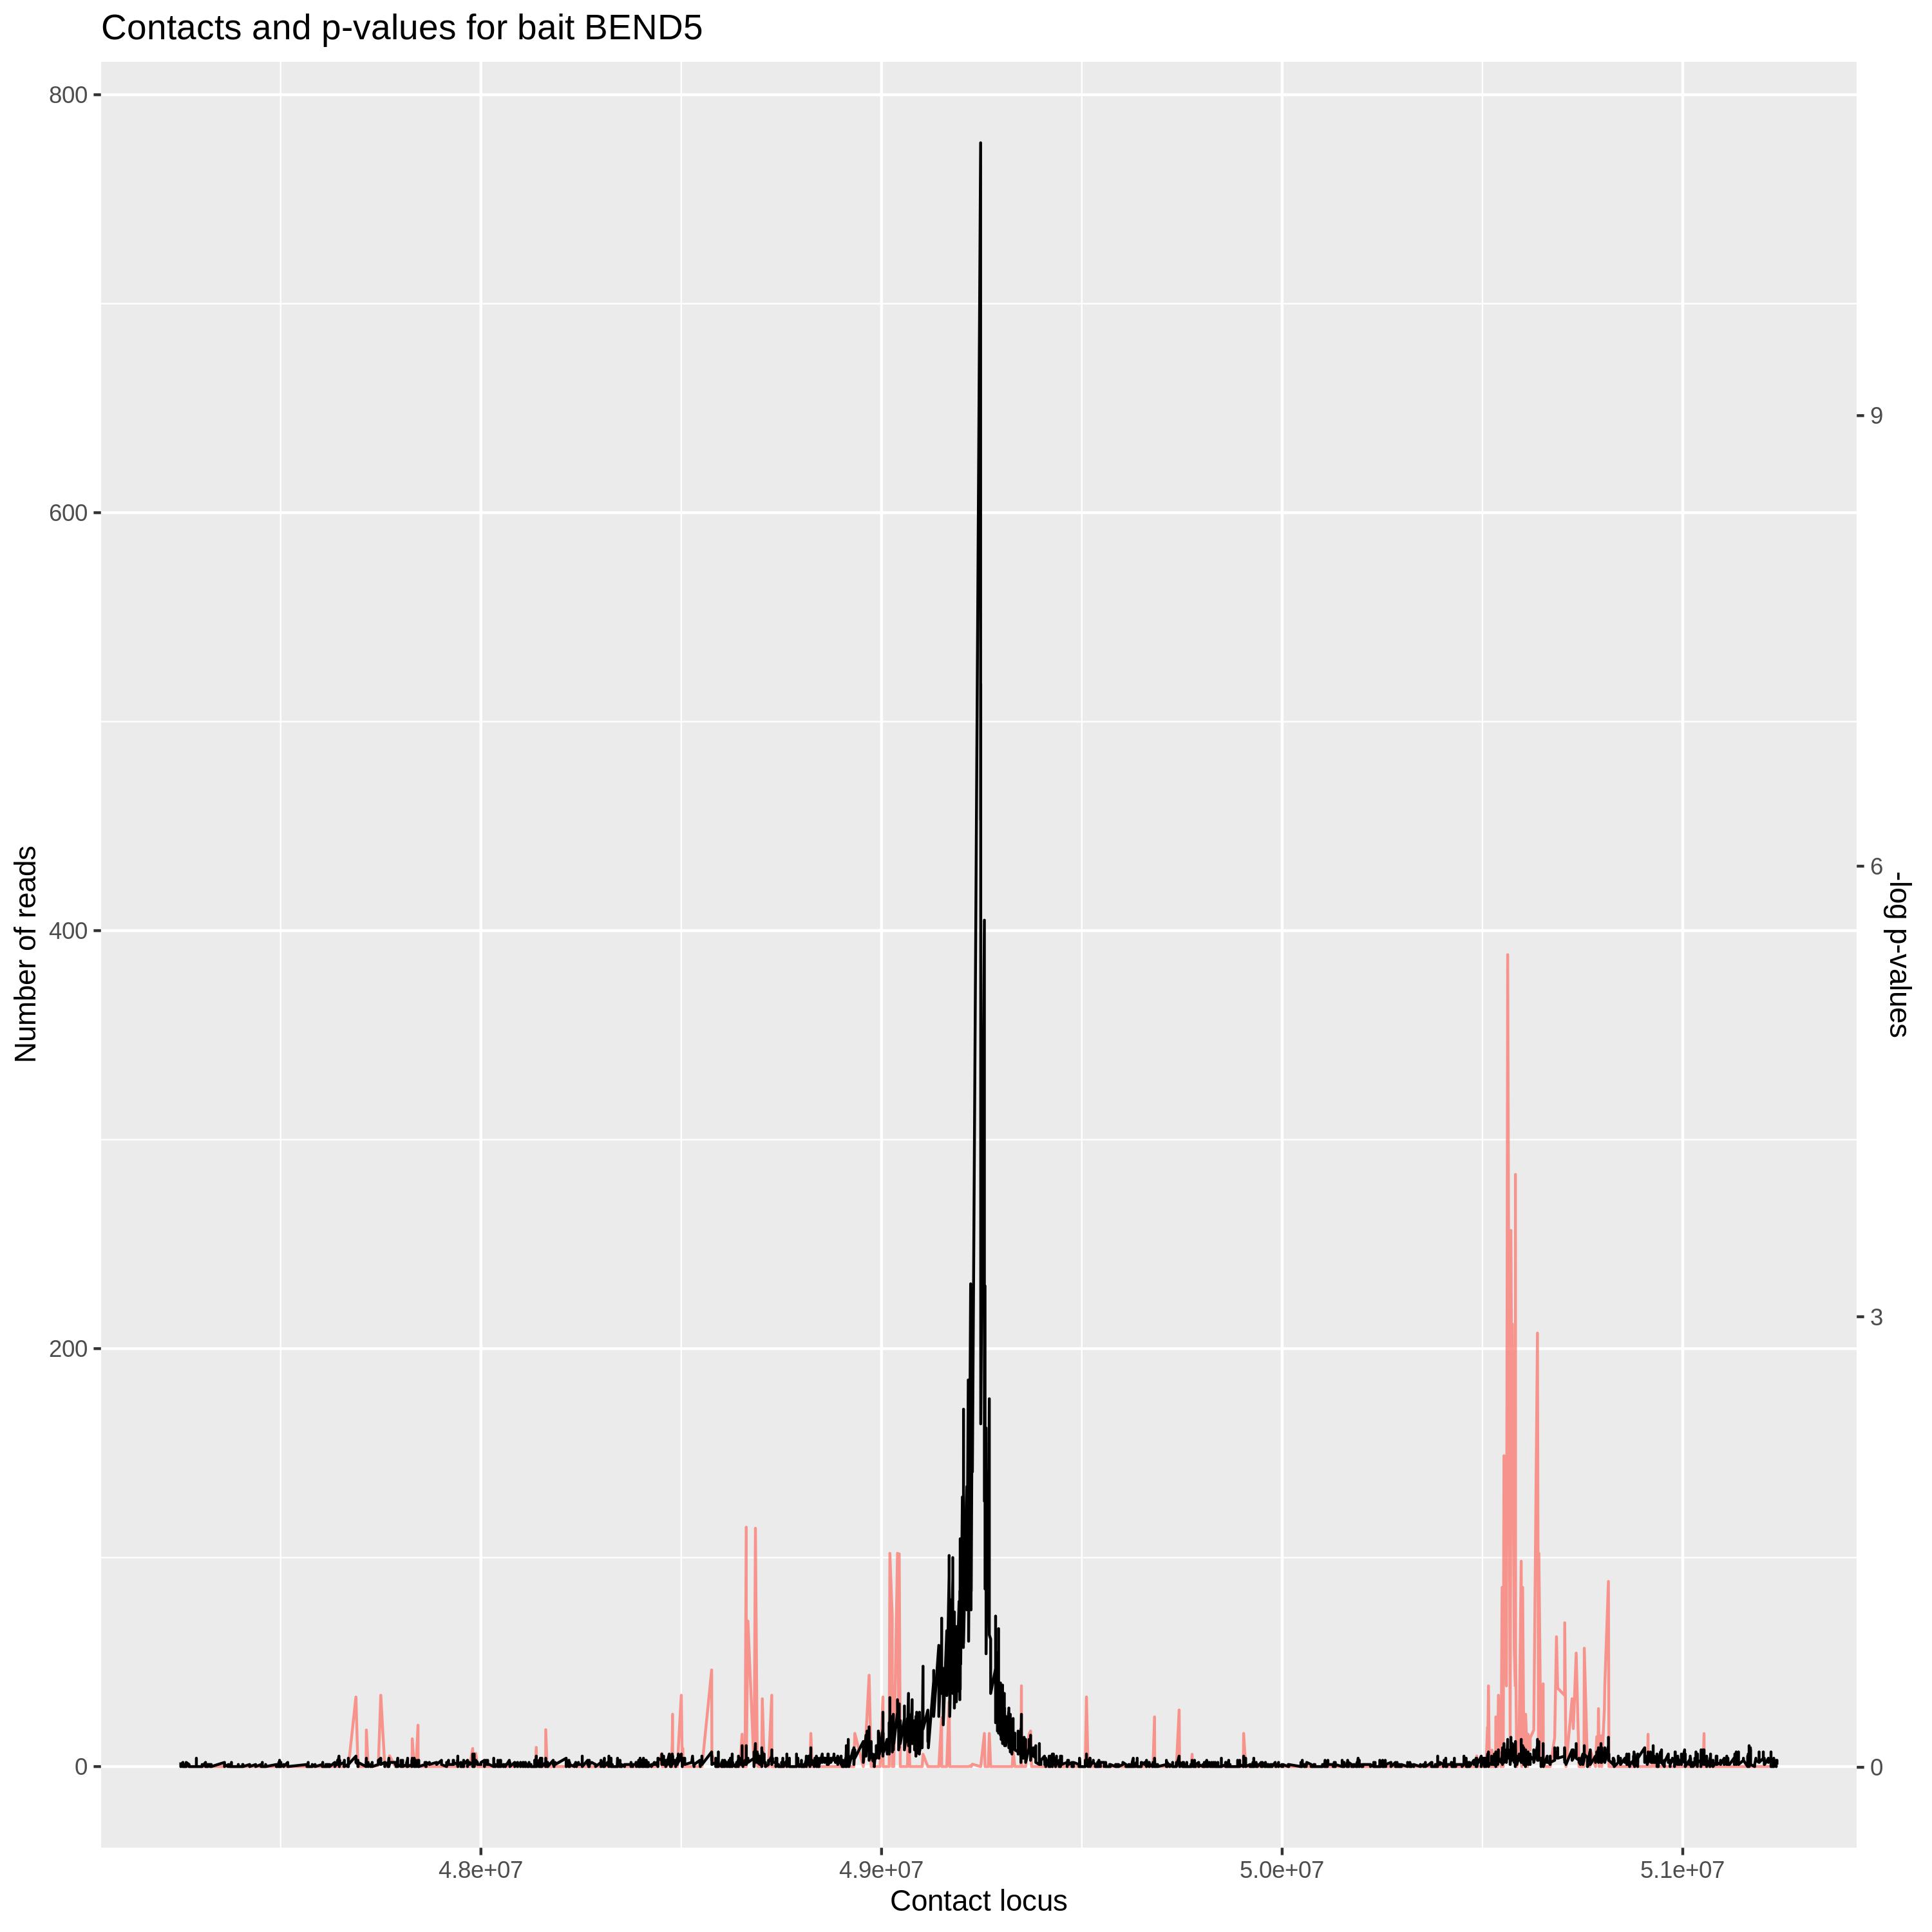 Contacts and p-values for bait BEND5
800
600
400
200
0
Number of reads
9
6
3
0
-log p-values
4.8e+07
4.9e+07
5.0e+07
5.1e+07
Contact locus